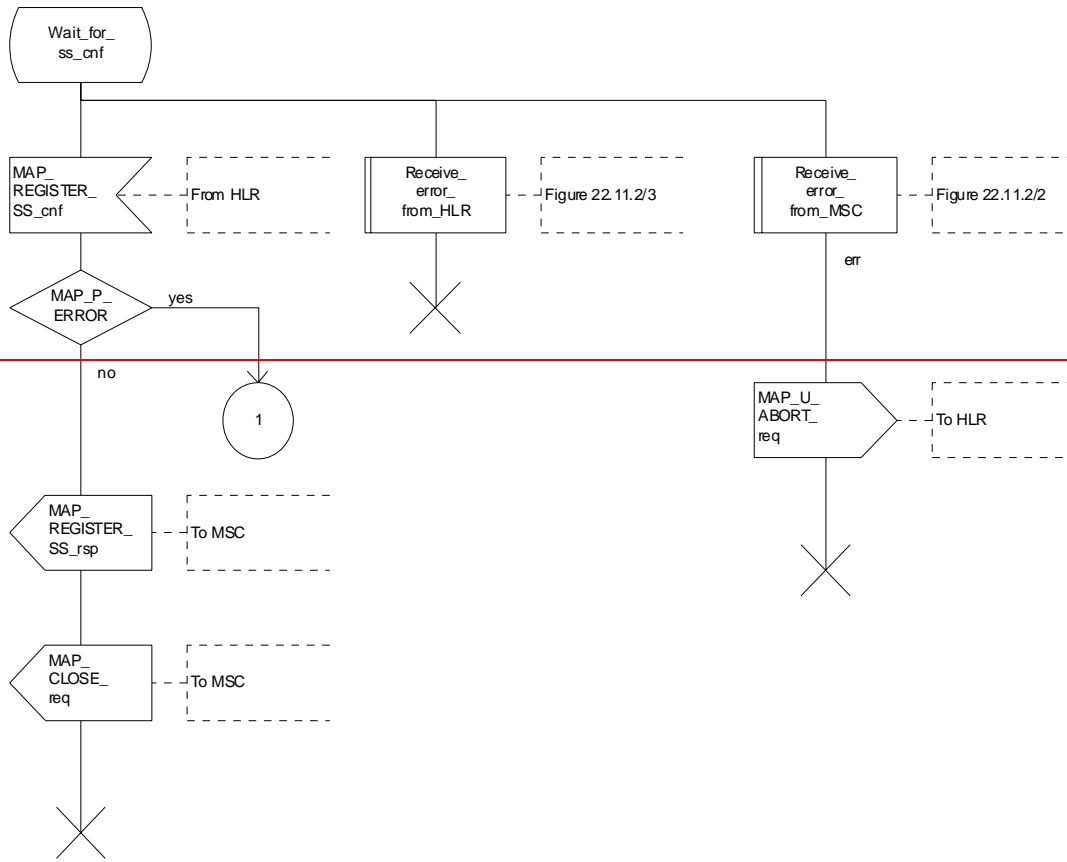 Wait_for_
ss_cnf
MAP_
REGISTER_
SS_cnf
From HLR
Receive_
error_
from_HLR
Figure 22.11.2/3
Receive_
error_
from_MSC
Figure 22.11.2/2
err
MAP_P_
ERROR
yes
no
1
MAP_U_
ABORT_
req
To HLR
MAP_
REGISTER_
SS_rsp
To MSC
MAP_
CLOSE_
req
To MSC